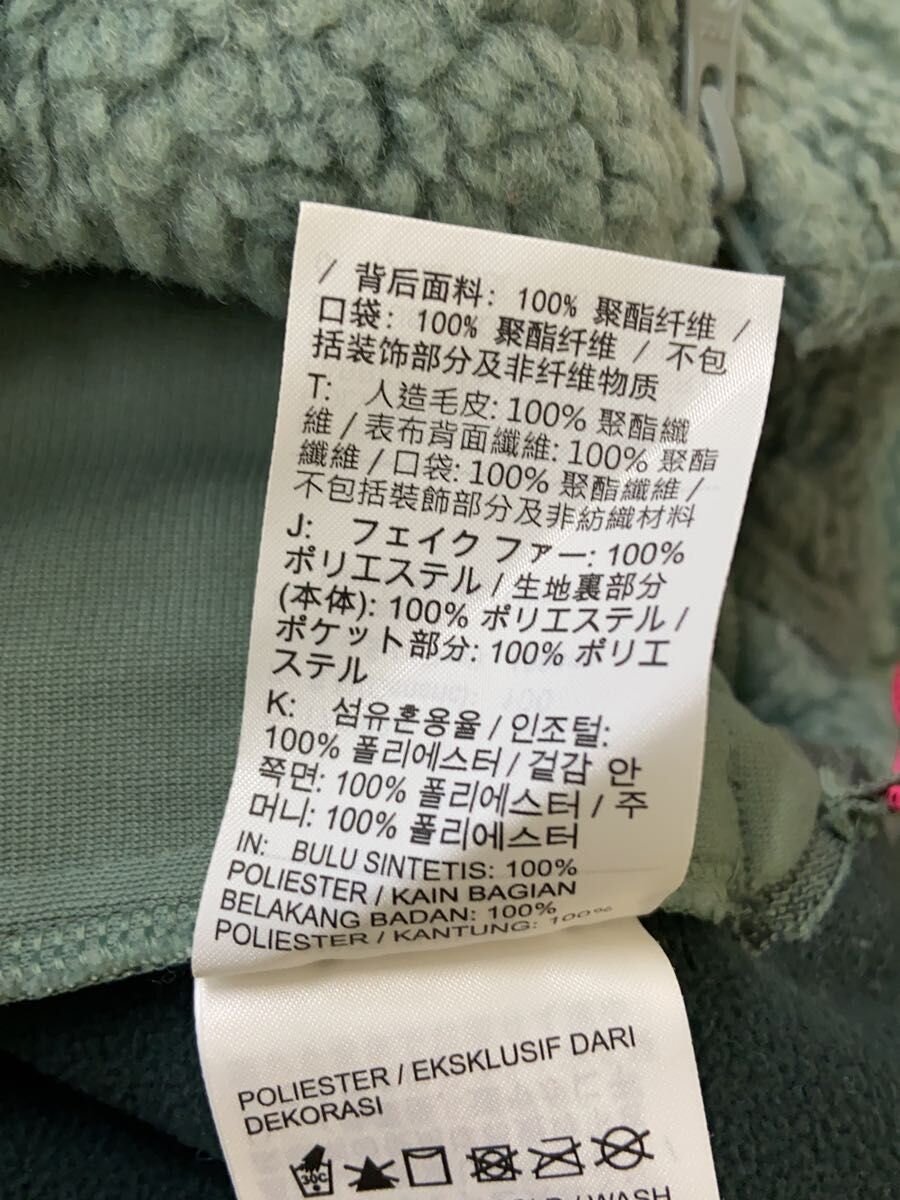 / 背后面料: 100% 聚酯纤维 /
口袋: 100% 聚酯纤维 / 不包
括装饰部分及非纤维物质
T: 人造毛皮: 100% 聚酯纖
維 / 表布背面纖維: 100% 聚酯
纖維 / 口袋: 100% 聚酯纖維 /
不包括裝飾部分及非紡織材料
J: フェイク ファー: 100%
ポリエステル / 生地裏部分
(本体): 100% ポリエステル /
ポケット部分: 100% ポリエ
ステル
K: 섬유혼용율 / 인조털:
100% 폴리에스터 / 겉감 안
쪽면: 100% 폴리에스터 / 주
머니: 100% 폴리에스터
IN: BULU SINTETIS: 100%
POLIESTER / KAIN BAGIAN
BELAKANG BADAN: 100%
POLIESTER / KANTUNG: 100%
POLIESTER / EKSKLUSIF DARI
DEKORASI
30C
/ WASH